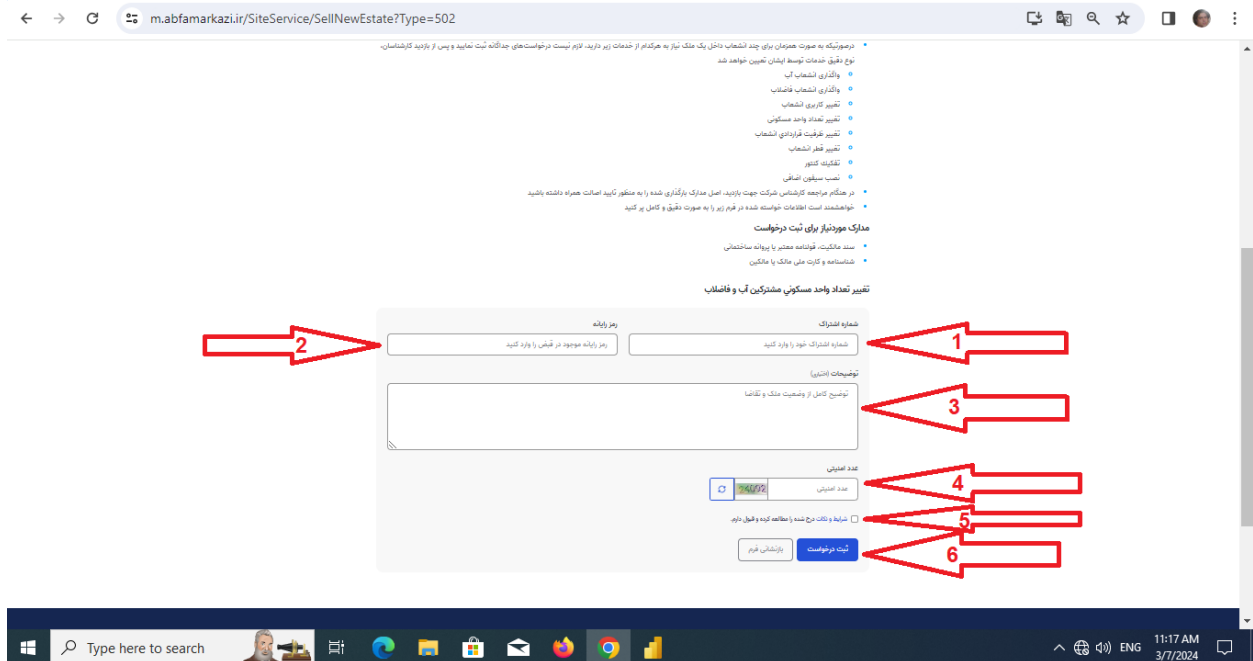 m.abfamarkazi.ir/SiteService/SellNewEstate?Type=502
درصورتیکه به صورت همزمان برای چند انشعاب داخل یک ملک نیاز به هرکدام از خدمات زیر دارید، لازم نیست درخواست‌های جداگانه ثبت نمایید و پس از بازدید کارشناسان،
نوع دقیق خدمات توسط ایشان تعیین خواهد شد
واگذاری انشعاب آب
واگذاری انشعاب فاضلاب
تغییر کاربری انشعاب
تغییر تعداد واحد مسکونی
تغییر ظرفیت قراردادی انشعاب
تغییر قطر انشعاب
تفکیک کنتور
نصب سیفون اضافی
در هنگام مراجعه کارشناس شرکت جهت بازدید، اصل مدارک بارگذاری شده را به منظور تایید اصالت همراه داشته باشید
خواهشمند است اطلاعات خواسته شده در فرم زیر را به صورت دقیق و کامل پر کنید
مدارک موردنیاز برای ثبت درخواست
سند مالکیت، قولنامه معتبر یا پروانه ساختمانی
شناسنامه و کارت ملی مالک یا مالکین
تغییر تعداد واحد مسکونی مشترکین آب و فاضلاب
شماره اشتراک
رمز رایانه
1
شماره اشتراک خود را وارد کنید
رمز رایانه موجود در قبض را وارد کنید
2
توضیحات (اختیاری)
توضیح کامل از وضعیت ملک و تقاضا
3
عدد امنیتی
4
عدد امنیتی
5
شرایط و نکات درج شده را مطالعه کرده و قبول دارم.
6
ثبت درخواست
بازنشانی فرم
Type here to search
ENG
11:17 AM
3/7/2024